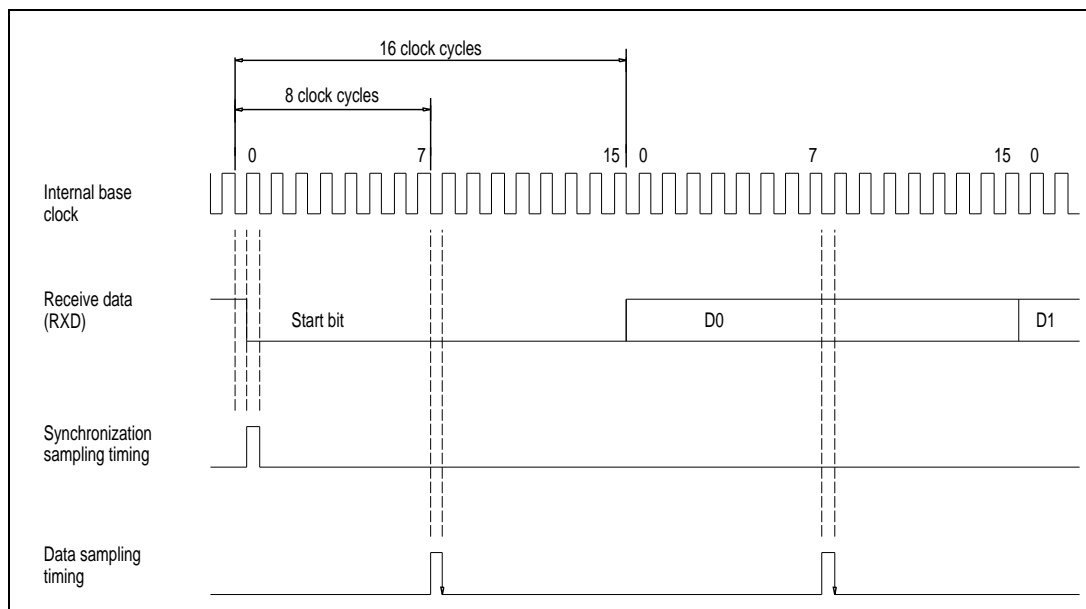 16 clock cycles
8 clock cycles
0 7 15 0 7 15 0
Internal base
clock
Receive data
(RXD)
Start bit D0 D1
Synchronization
sampling timing
Data sampling
timing